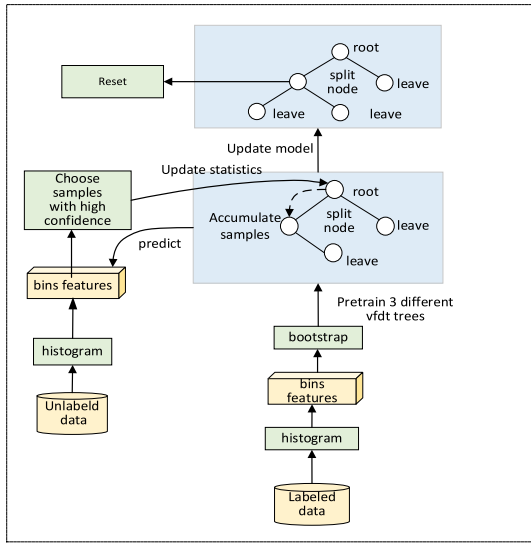 root
split
node
leave
leave
leave
Reset
Update model
Choose
samples
with high
confidence
Update statistics
root
Accumulate
samples
split
node
leave
leave
predict
bins features
Pretrain 3 different
vfdt trees
bootstrap
histogram
bins
features
Unlabeld
data
histogram
Labeled
data